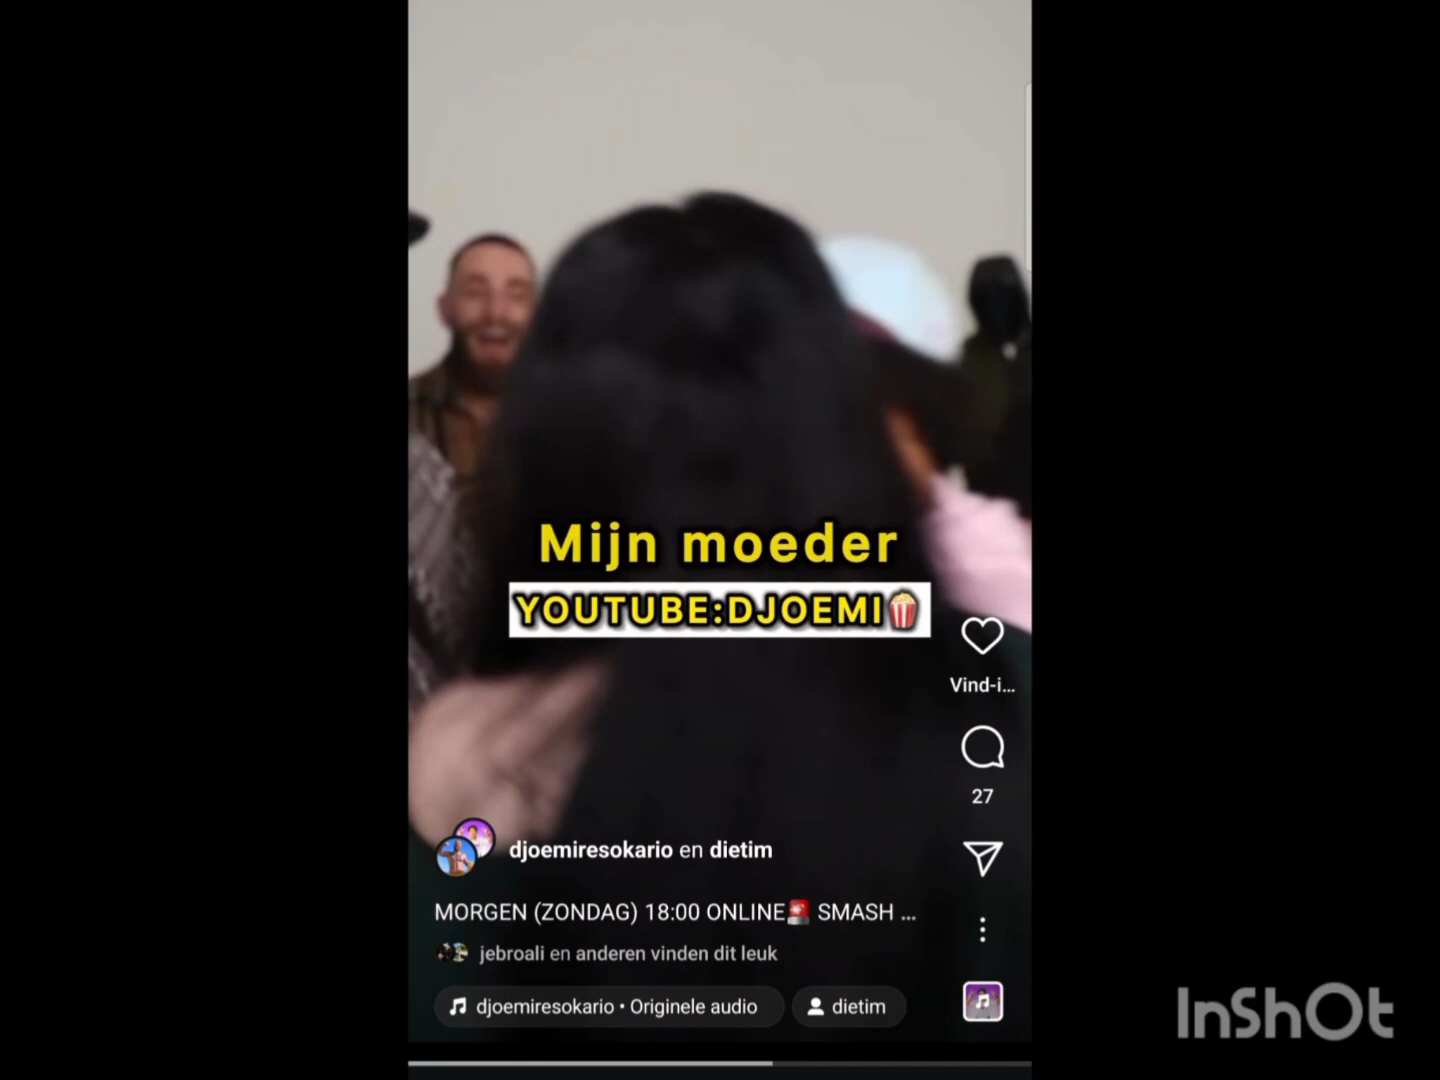 Mijn moeder
YOUTUBE:DJOEMI🍿
Vind-i...
27
djoemiresokario en dietim
MORGEN (ZONDAG) 18:00 ONLINE🚨 SMASH ...
jebroali en anderen vinden dit leuk
djoemiresokario • Originele audio
dietim
InShOt